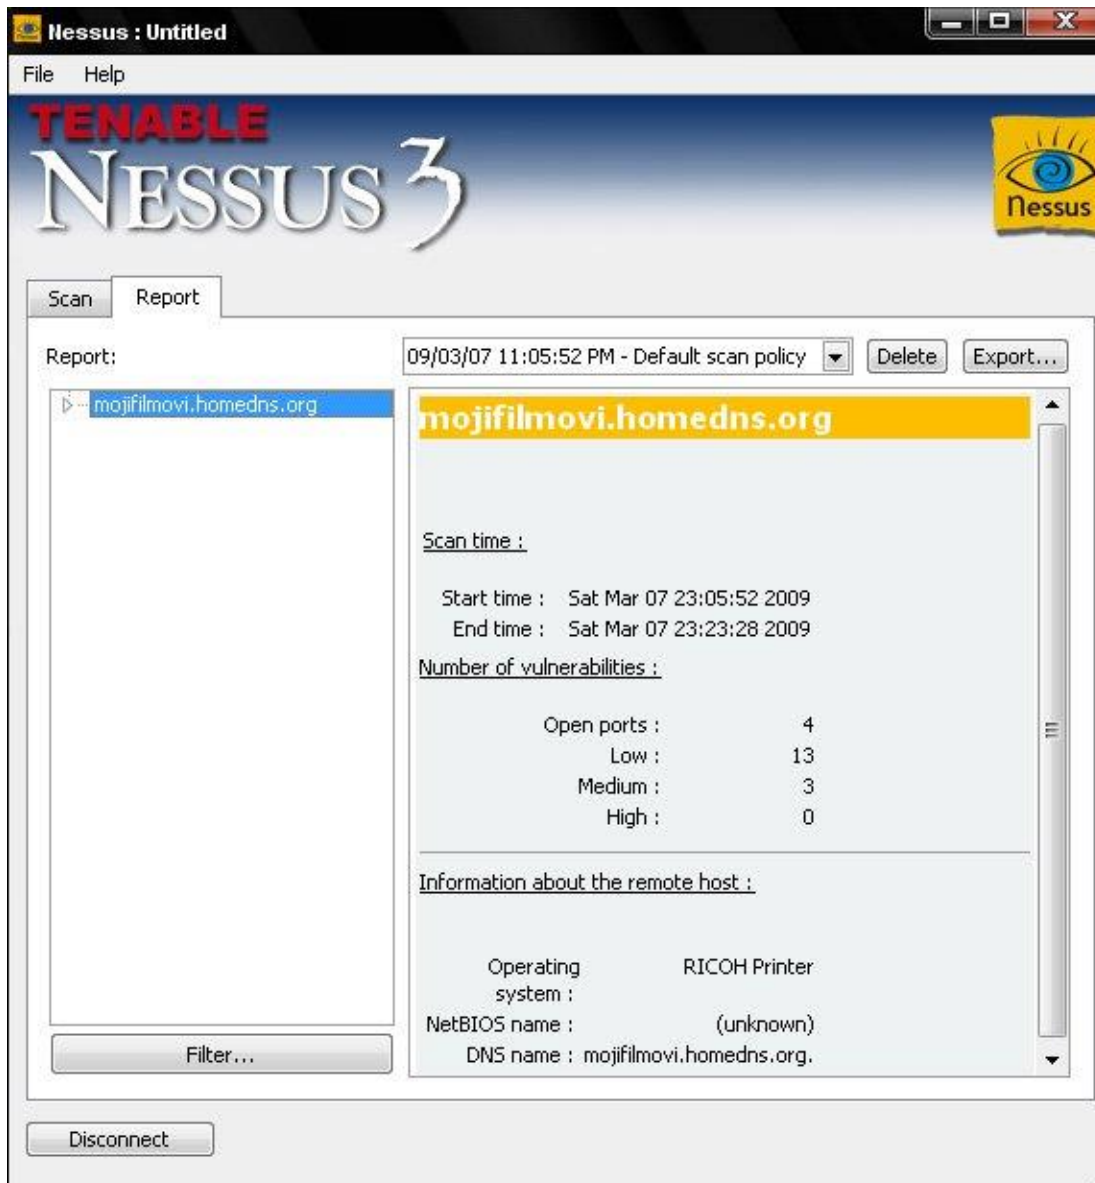 Nessus : Untitled
File Help
TENABLE
NESSUS 3
Nessus
Scan Report
Report: 09/03/07 11:05:52 PM - Default scan policy Delete Export...
mojifilmovi.homedns.org
mojifilmovi.homedns.org
Scan time :
Start time : Sat Mar 07 23:05:52 2009
End time : Sat Mar 07 23:23:28 2009
Number of vulnerabilities :
Open ports : 4
Low : 13
Medium : 3
High : 0
Information about the remote host :
Operating system : RICOH Printer
NetBIOS name : (unknown)
DNS name : mojifilmovi.homedns.org.
Filter...
Disconnect